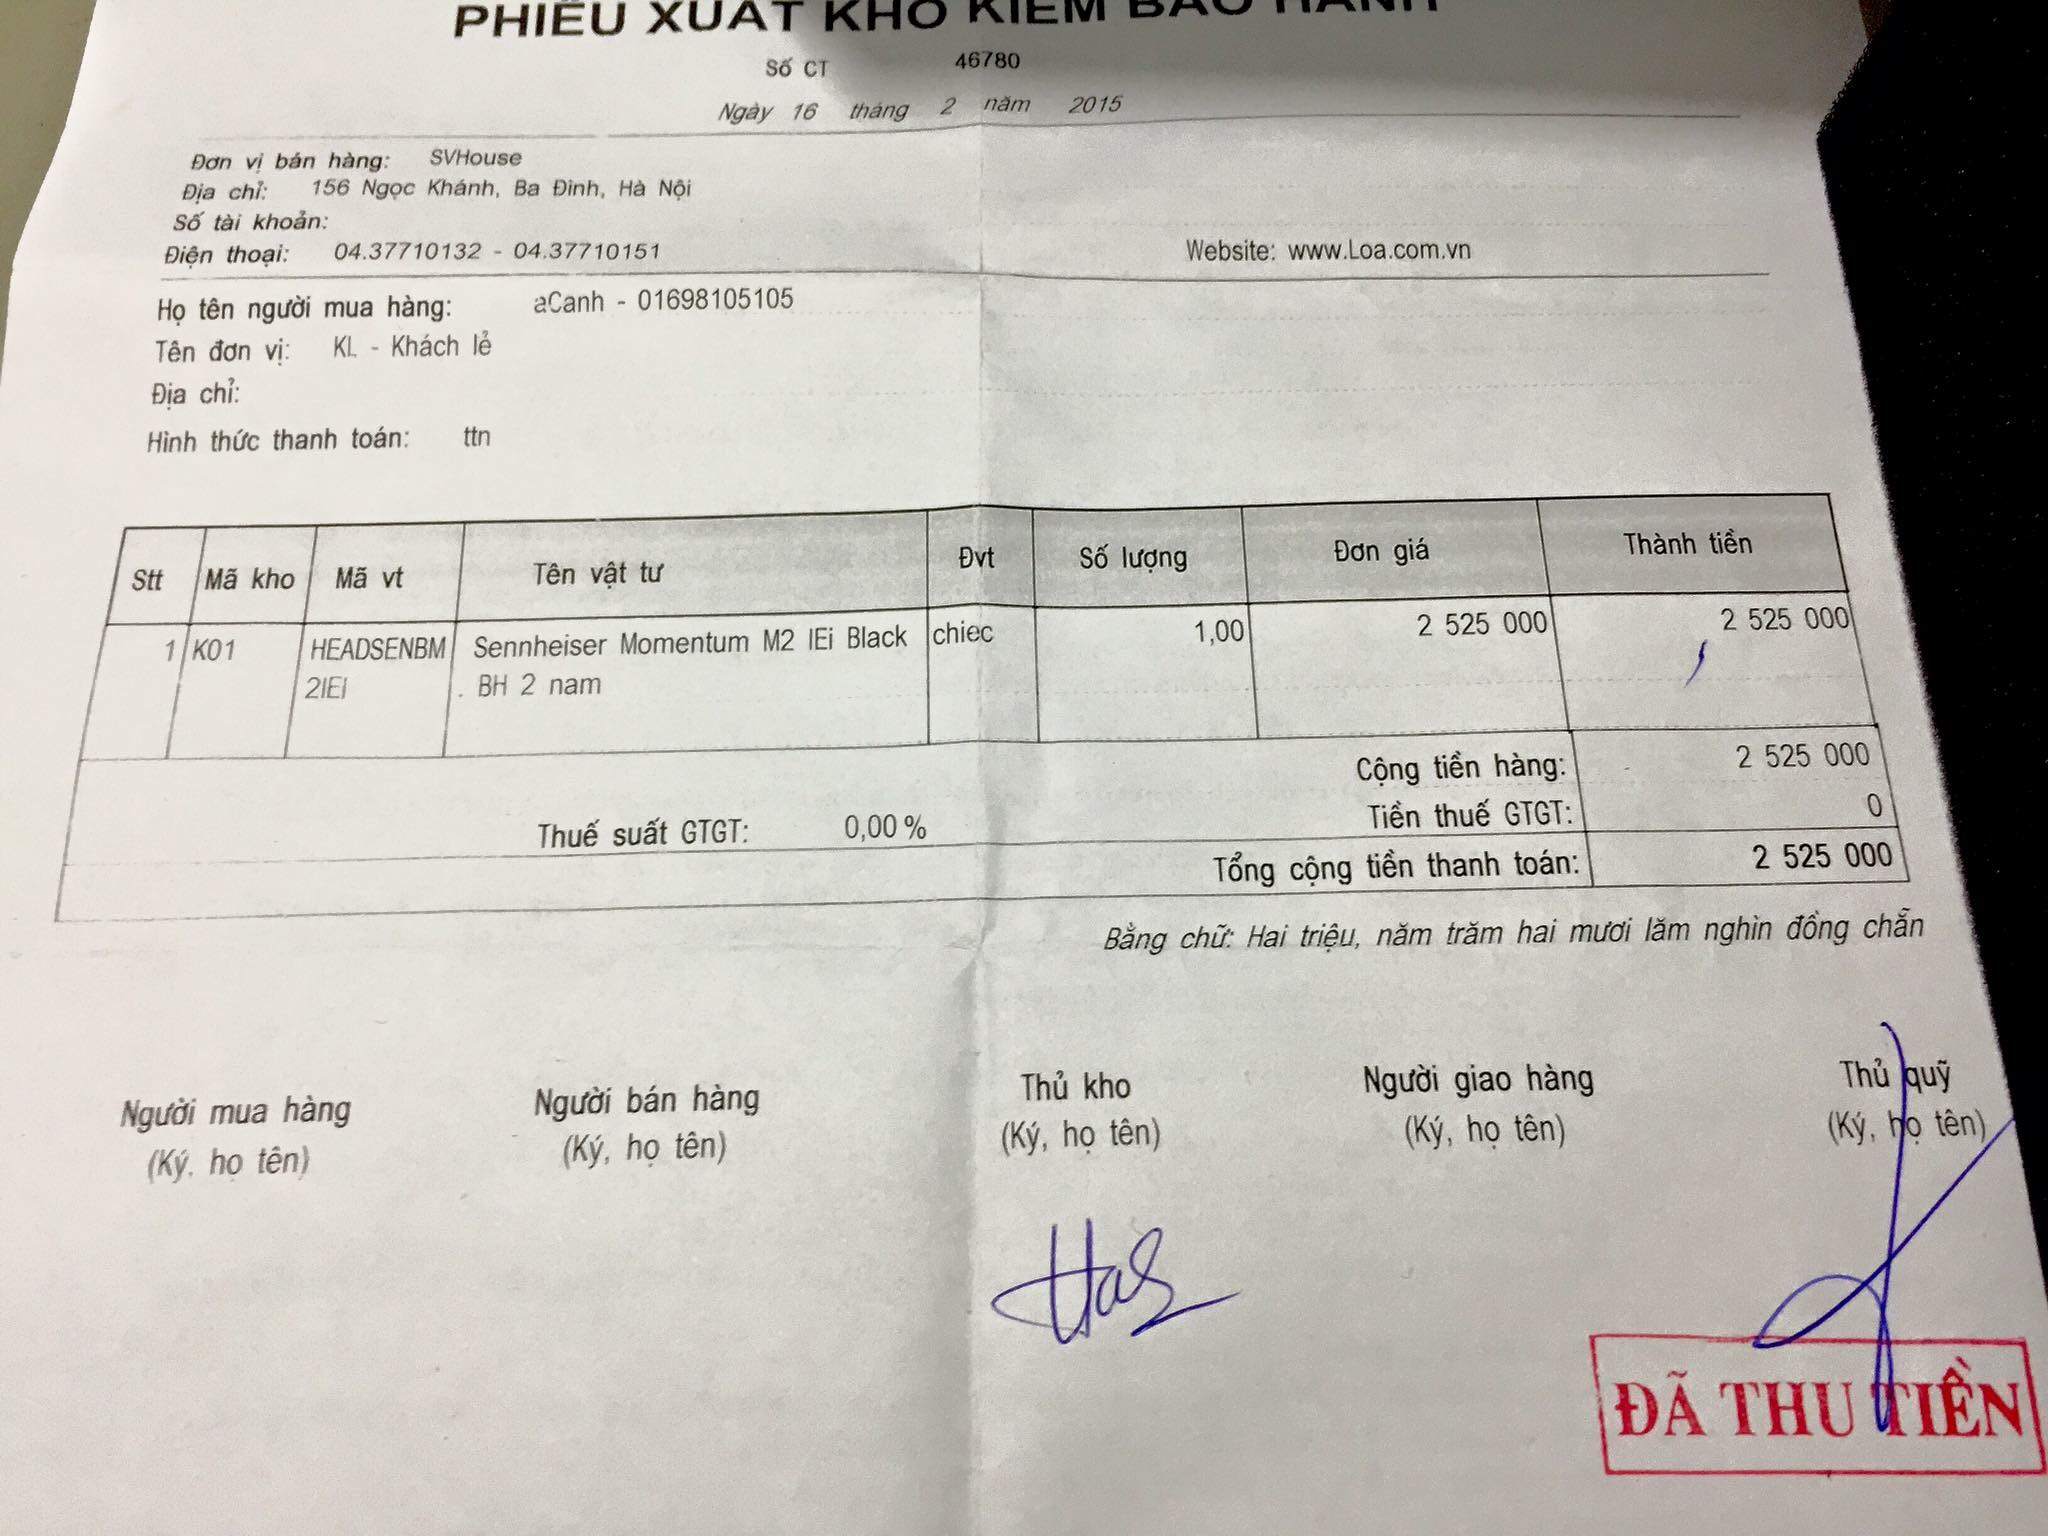 PHIẾU XUẤT KHO KIÊM BẢO HÀNH
Số CT 46780
Ngày 16 tháng 2 năm 2015
Đơn vị bán hàng: SVHouse
Địa chỉ: 156 Ngọc Khánh, Ba Đình, Hà Nội
Số tài khoản:
Điện thoại: 04.37710132 - 04.37710151 Website: www.Loa.com.vn
Họ tên người mua hàng: aCanh - 01698105105
Tên đơn vị: KL - Khách lẻ
Địa chỉ:
Hình thức thanh toán: ttn
Stt Mã kho Mã vt Tên vật tư Đvt Số lượng Đơn giá Thành tiền
1 K01 HEADSENBM Sennheiser Momentum M2 IEi Black chiec 1,00 2 525 000 2 525 000
2IEI . BH 2 nam
Cộng tiền hàng: 2 525 000
Thuế suất GTGT: 0,00 % Tiền thuế GTGT: 0
Tổng cộng tiền thanh toán: 2 525 000
Bằng chữ: Hai triệu, năm trăm hai mươi lăm nghìn đồng chẵn
Người mua hàng Người bán hàng Thủ kho Người giao hàng Thủ quỹ
(Ký, họ tên) (Ký, họ tên) (Ký, họ tên) (Ký, họ tên) (Ký, họ tên)
ĐÃ THU TIỀN